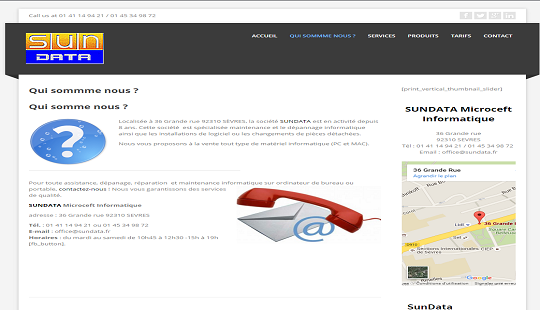 Call us at 01 41 14 94 21 / 01 45 34 98 72
sun
DATA
ACCUEIL
QUI SOMMME NOUS ?
SERVICES
PRODUITS
TARIFS
CONTACT
Qui sommme nous ?
Qui somme nous ?
Localisée à 36 Grande rue 92310 SEVRES, la société SUNDATA est en activité depuis
8 ans. Cette société est spécialisée maintenance et le dépannage informatique
ainsi que les installations de logiciel ou les changements de pièces détachées.
Nous vous proposons à la vente tout type de matériel informatique (PC et MAC).
Pour toute assistance, dépanage, réparation et maintenance informatique sur ordinateur de bureau ou
portable, contactez-nous ! Nous vous garantissons des services
de qualité.
SUNDATA Microceft Informatique
adresse : 36 Grande rue 92310 SEVRES
Tél. : 01 41 14 94 21 ou 01 45 34 98 72
E-mail : office@sundata.fr
Horaires : du mardi au samedi de 10h45 à 12h30 -15h à 19h
[fb_button]
[print_vertical_thumbnail_slider]
SUNDATA Microceft
Informatique
36 Grande rue
92310 SEVRES
Tél : 01 41 14 94 21 / 01 45 34 98 72
Email : office@sundata.fr
36 Grande Rue
Agrandir le plan
36 Grande
Lidl
Sel
Google
Conditions d'utilisation
SunData